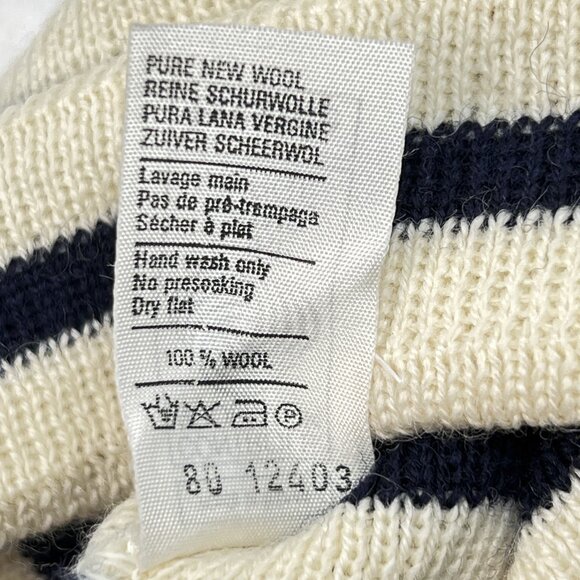 PURE NEW WOOL
REINE SCHURWOLLE
PURA LANA VERGINE
ZUIVER SCHEERWOL
Lavage main
Pas de pré-trempaga
Sécher à plat
Hand wash only
No presoaking
Dry flat
100 % WOOL
P
80 12403